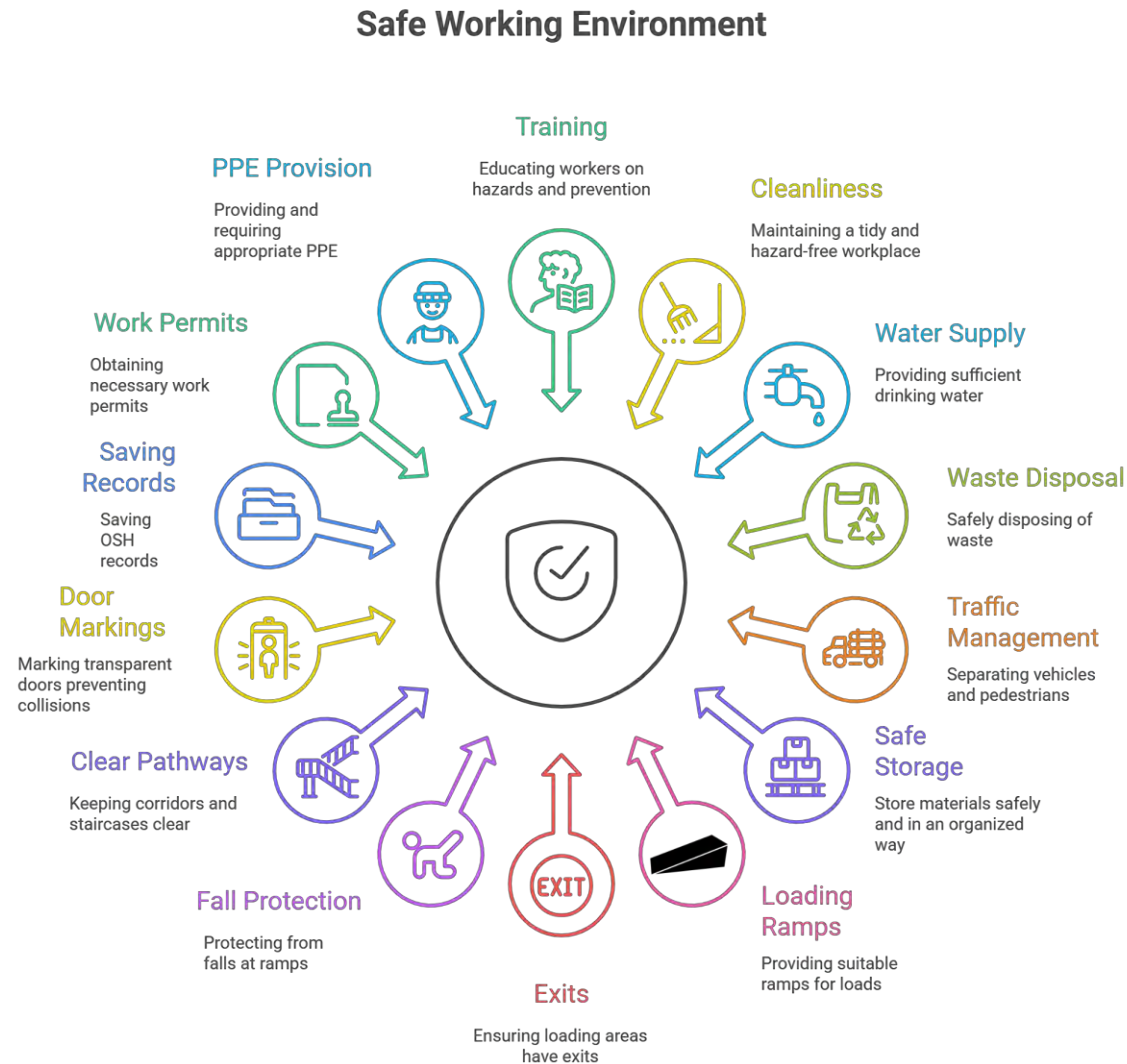 Safe Working Environment
Training
Educating workers on
hazards and prevention
Cleanliness
Maintaining a tidy and
hazard-free workplace
Water Supply
Providing sufficient
drinking water
Waste Disposal
Safely disposing of
waste
Traffic
Management
Separating vehicles
and pedestrians
Safe
Storage
Store materials safely
and in an organized
way
Loading
Ramps
Providing suitable
ramps for loads
EXIT
Exits
Ensuring loading areas
have exits
Fall Protection
Protecting from
falls at ramps
Clear Pathways
Keeping corridors and
staircases clear
Door
Markings
Marking transparent
doors preventing
collisions
Saving
Records
Saving
OSH
records
Work Permits
Obtaining
necessary work
permits
PPE Provision
Providing and
requiring
appropriate PPE